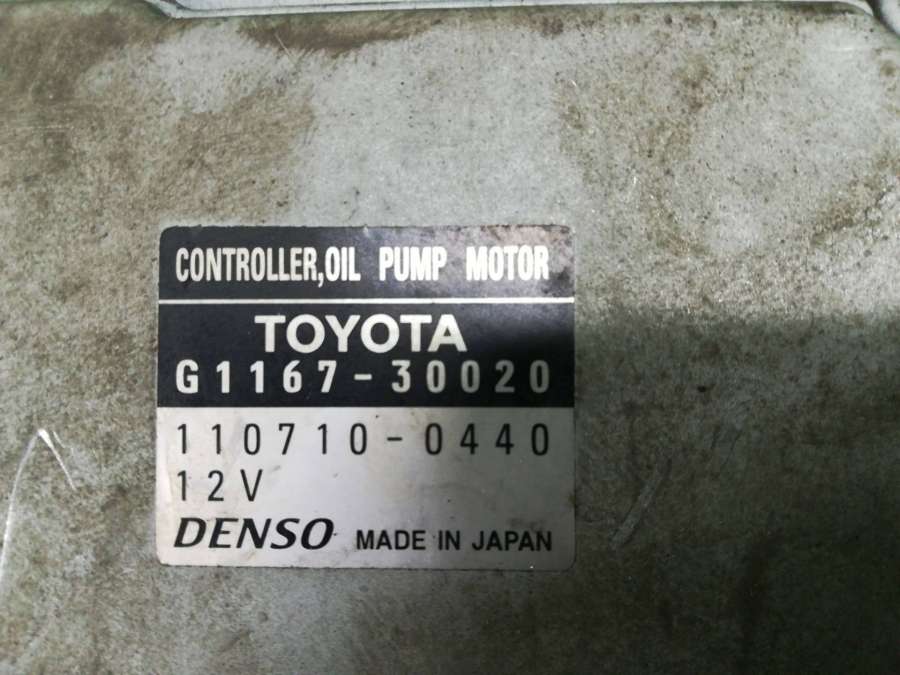 CONTROLLER,OIL PUMP MOTOR
TOYOTA
G1167-30020
110710-0440
12V
DENSO MADE IN JAPAN